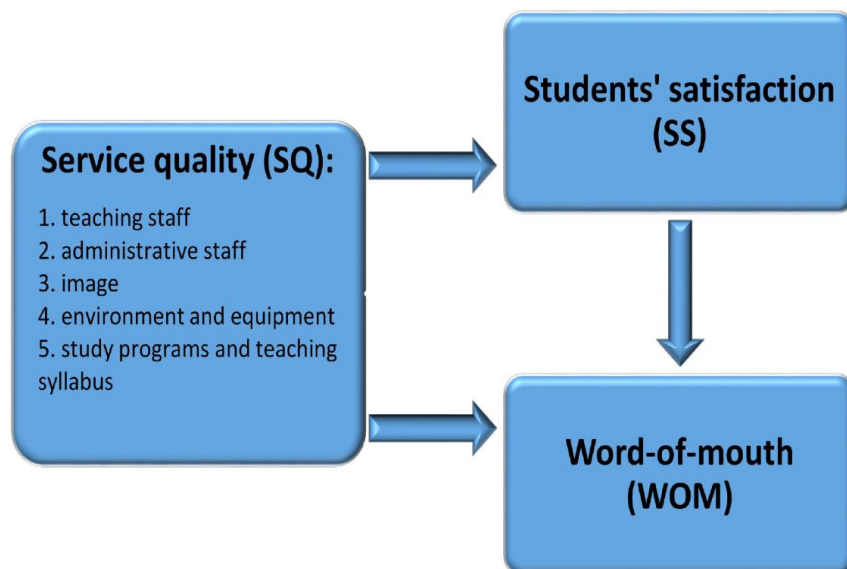 Service quality (SQ):
1. teaching staff
2. administrative staff
3. image
4. environment and equipment
5. study programs and teaching
syllabus
Students' satisfaction
(SS)
Word-of-mouth
(WOM)